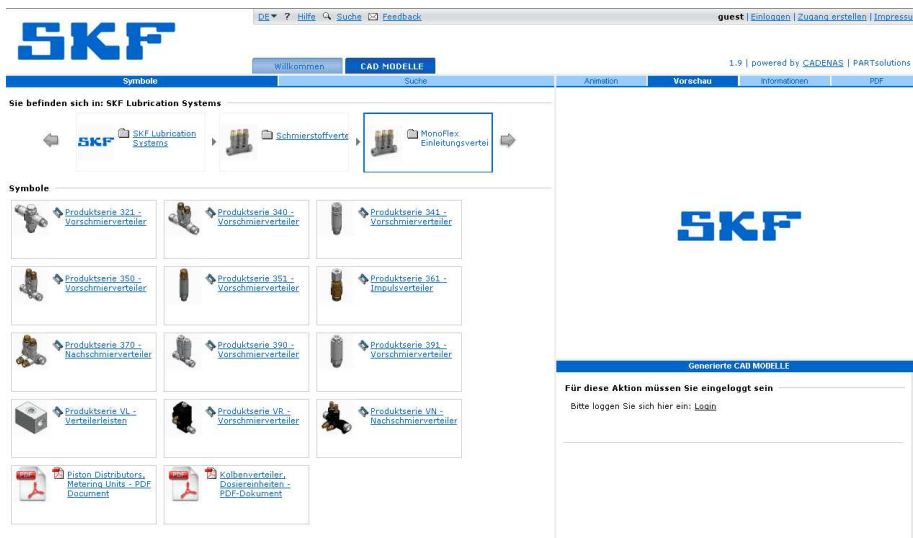 SKF
DE ? Hilfe Suche Feedback
guest | Einloggen | Zugang erstellen | Impressu
Willkommen CAD MODELLE
1.9 | powered by CADENAS | PARTsolutions
Symbole Suche Animation Vorschau Informationen PDF
Sie befinden sich in: SKF Lubrication Systems
SKF
SKF Lubrication
Systems
Schmierstoffverte
MonoFlex
Einleitungsvertei
Symbole
Produktserie 321 -
Vorschmierverteiler
Produktserie 340 -
Vorschmierverteiler
Produktserie 341 -
Vorschmierverteiler
Produktserie 350 -
Vorschmierverteiler
Produktserie 351 -
Vorschmierverteiler
Produktserie 361 -
Impulsverteiler
Produktserie 370 -
Nachschmierverteiler
Produktserie 390 -
Vorschmierverteiler
Produktserie 391 -
Vorschmierverteiler
Produktserie VL -
Verteilerleisten
Produktserie VR -
Vorschmierverteiler
Produktserie VN -
Nachschmierverteiler
PDF
Piston Distributors,
Metering Units - PDF
Document
PDF
Kolbenverteiler,
Dosiereinheiten -
PDF-Dokument
SKF
Generierte CAD MODELLE
Für diese Aktion müssen Sie eingeloggt sein
Bitte loggen Sie sich hier ein: Login